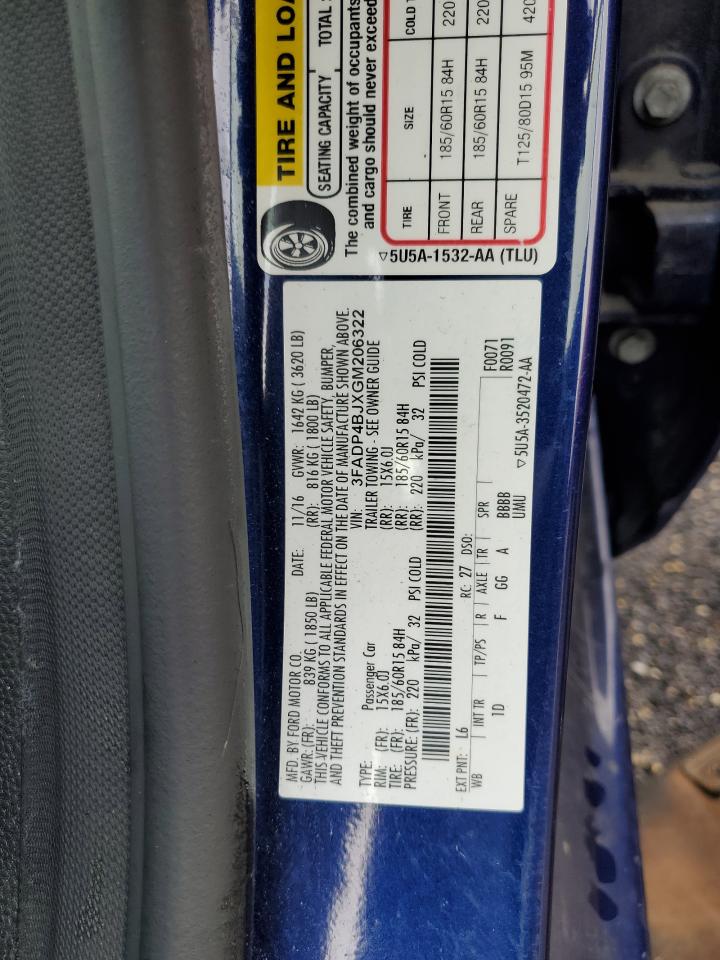 TIRE AND LOA
SEATING CAPACITY TOTAL
The combined weight of occupants
and cargo should never exceed
TIRE SIZE COLD T
FRONT 185/60R15 84H 220
REAR 185/60R15 84H 220
SPARE T125/80D15 95M 420
▽5U5A-1532-AA (TLU)
MFD. BY FORD MOTOR CO. DATE: 11/16 GVWR: 1642 KG ( 3620 LB)
GAWR: (FR): 839 KG ( 1850 LB) (RR): 816 KG ( 1800 LB)
THIS VEHICLE CONFORMS TO ALL APPLICABLE FEDERAL MOTOR VEHICLE SAFETY, BUMPER,
AND THEFT PREVENTION STANDARDS IN EFFECT ON THE DATE OF MANUFACTURE SHOWN ABOVE.
VIN: 3FADP4BJXGM206322
TYPE: Passenger Car TRAILER TOWING - SEE OWNER GUIDE
RIM: (FR): 15X6.0J (RR): 15X6.0J
TIRE: (FR): 185/60R15 84H (RR): 185/60R15 84H
PRESSURE: (FR): 220 kPa/ 32 PSI COLD (RR): 220 kPa/ 32 PSI COLD
EXT PNT: L6 RC: 27 DSO: F0071
WB INT TR TP/PS R AXLE TR SPR R0091
1D F GG A BBBB
UMU ▽5U5A-3520472-AA